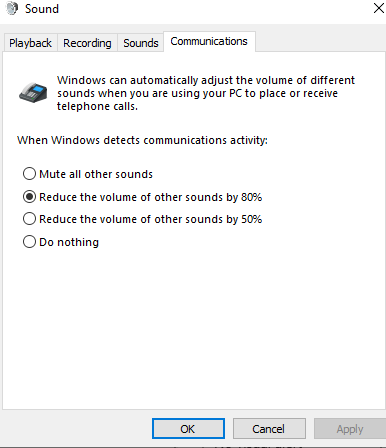 Sound
Playback Recording Sounds Communications
Windows can automatically adjust the volume of different
sounds when you are using your PC to place or receive
telephone calls.
When Windows detects communications activity:
Mute all other sounds
Reduce the volume of other sounds by 80%
Reduce the volume of other sounds by 50%
Do nothing
OK Cancel Apply